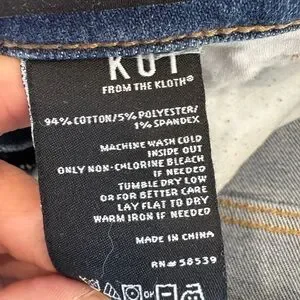 KUT
FROM THE KLOTH®
94% COTTON/5% POLYESTER/
1% SPANDEX
MACHINE WASH COLD
INSIDE OUT
ONLY NON-CHLORINE BLEACH
IF NEEDED
TUMBLE DRY LOW
OR FOR BETTER CARE
LAY FLAT TO DRY
WARM IRON IF NEEDED
MADE IN CHINA
RN# 58539